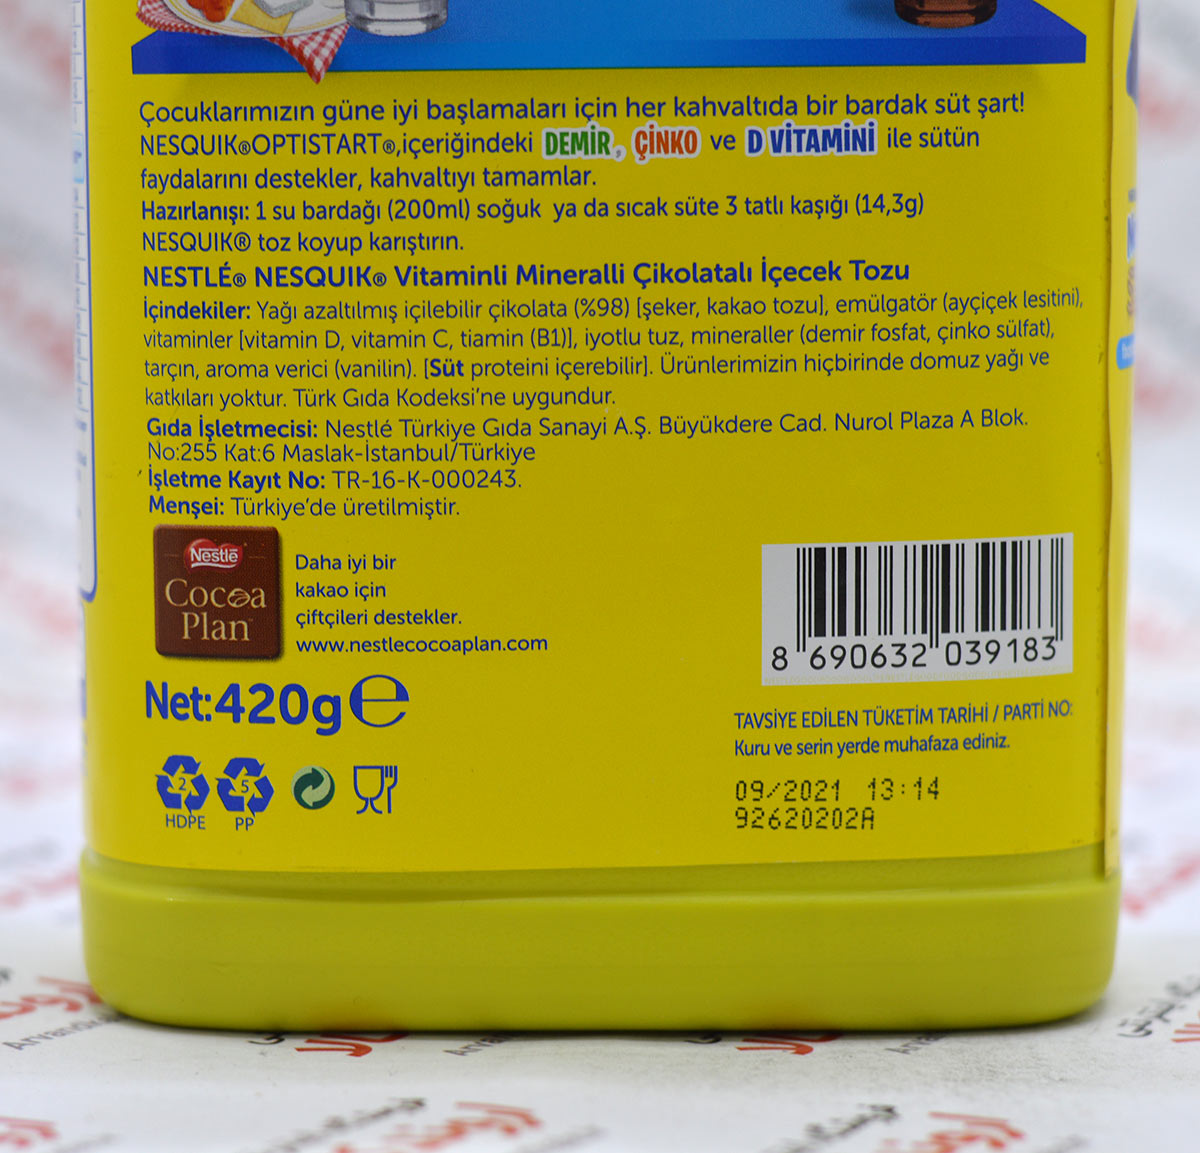 Çocuklarımızın güne iyi başlamaları için her kahvaltıda bir bardak süt şart!
NESQUIK®OPTISTART®,içeriğindeki DEMİR, ÇİNKO ve D VİTAMİNİ ile sütün
faydalarını destekler, kahvaltıyı tamamlar.
Hazırlanışı: 1 su bardağı (200ml) soğuk ya da sıcak süte 3 tatlı kaşığı (14,3g)
NESQUIK® toz koyup karıştırın.
NESTLÉ® NESQUIK® Vitaminli Mineralli Çikolatalı İçecek Tozu
İçindekiler: Yağı azaltılmış içilebilir çikolata (%98) [şeker, kakao tozu], emülgatör (ayçiçek lesitini),
vitaminler [vitamin D, vitamin C, tiamin (B1)], iyotlu tuz, mineraller (demir fosfat, çinko sülfat),
tarçın, aroma verici (vanilin). [Süt proteini içerebilir]. Ürünlerimizin hiçbirinde domuz yağı ve
katkıları yoktur. Türk Gıda Kodeksi'ne uygundur.
Gıda İşletmecisi: Nestlé Türkiye Gıda Sanayi A.Ş. Büyükdere Cad. Nurol Plaza A Blok.
No:255 Kat:6 Maslak-İstanbul/Türkiye
İşletme Kayıt No: TR-16-K-000243.
Menşei: Türkiye'de üretilmiştir.
Nestlé
Cocoa
Plan
Daha iyi bir
kakao için
çiftçileri destekler.
www.nestlecocoaplan.com
8 690632 039183
Net:420g℮
TAVSİYE EDİLEN TÜKETİM TARİHİ / PARTİ NO:
Kuru ve serin yerde muhafaza ediniz.
09/2021 13:14
92620202A
2
HDPE
5
PP